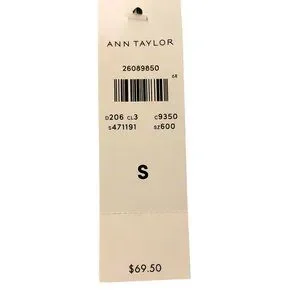 ANN TAYLOR
26089850
68
D206 CL3 C9350
S471191 SZ600
S
$69.50